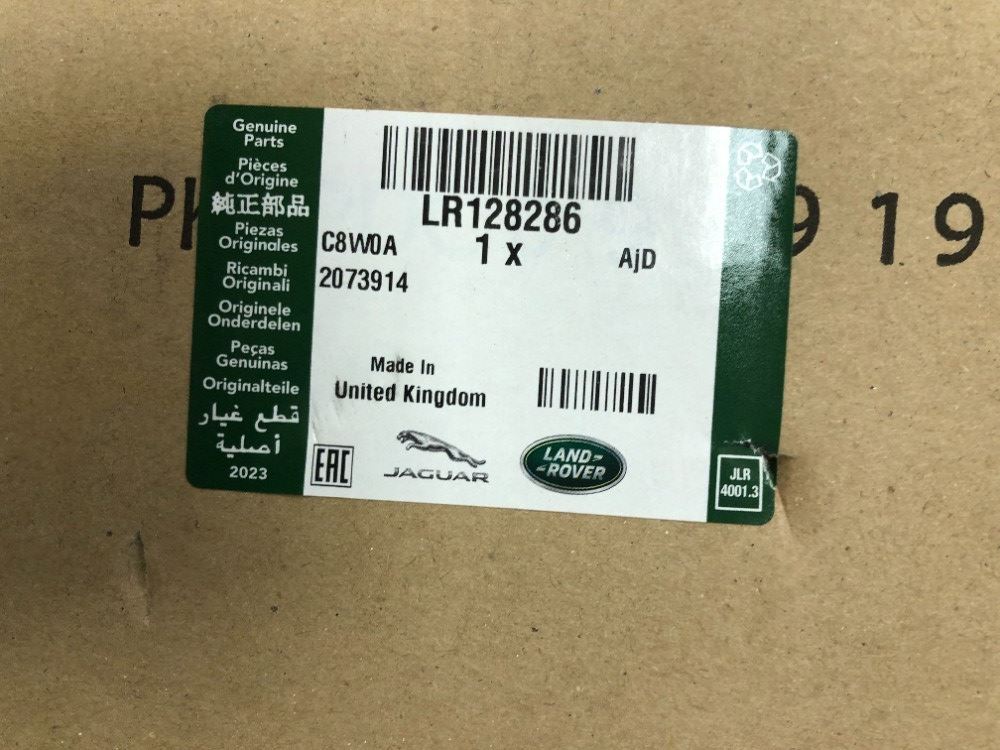 Genuine
Parts
Pièces
d'Origine
純正部品
Piezas
Originales
Ricambi
Originali
Originele
Onderdelen
Peças
Genuinas
Originalteile
قطع غيار
أصلية
2023
LR128286
C8W0A
1 x
AjD
2073914
Made In
United Kingdom
EAC
JAGUAR
LAND-
-ROVER
JLR
4001.3
9 19